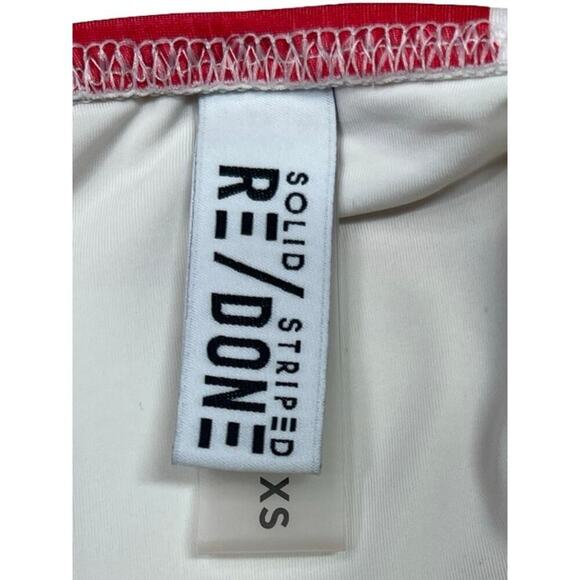 SOLID / STRIPED
RE/DONE
XS